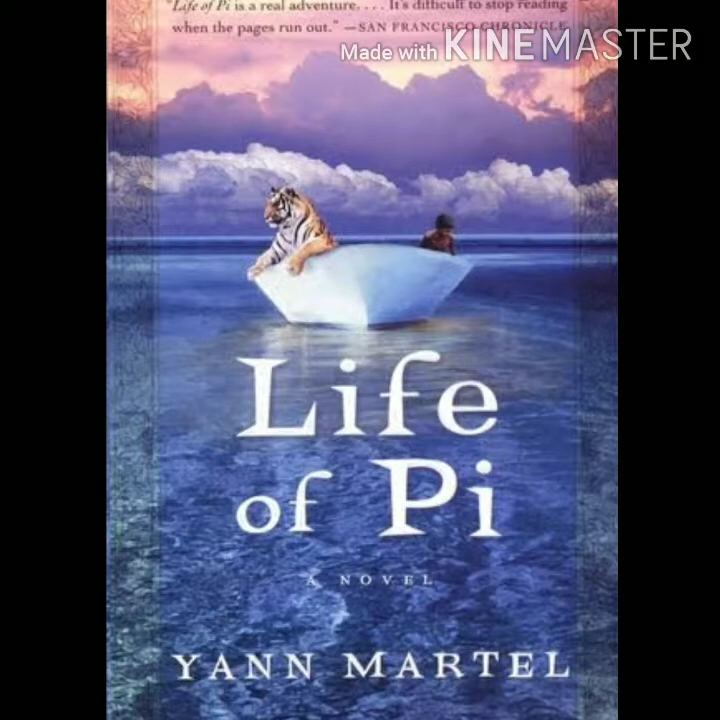 "Life of Pi is a real adventure. . . . It's difficult to stop reading
when the pages run out." —SAN FRANCISCO CHRONICLE
Made with KINEMASTER
Life
of Pi
A NOVEL
YANN MARTEL